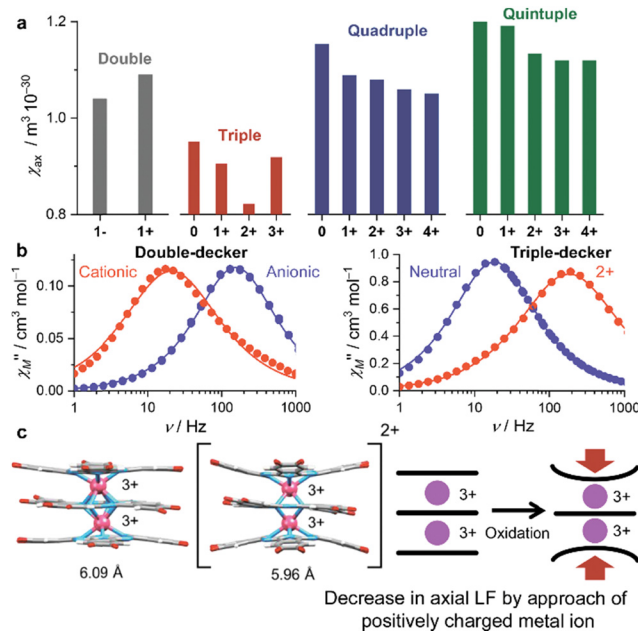 a
1.2
1.0
0.8
χax / m³ 10⁻³⁰
Double
Triple
Quadruple
Quintuple
1- 1+ 0 1+ 2+ 3+ 0 1+ 2+ 3+ 4+ 0 1+ 2+ 3+ 4+
b
Double-decker
Cationic
Anionic
0.10
0.05
0.00
χM'' / cm³ mol⁻¹
1 10 100 1000
ν / Hz
Triple-decker
Neutral
2+
1.0
0.8
0.6
0.4
0.2
0.0
χM'' / cm³ mol⁻¹
1 10 100 1000
ν / Hz
c
3+
3+
6.09 Å
2+
3+
3+
5.96 Å
3+
3+
Oxidation
3+
3+
Decrease in axial LF by approach of
positively charged metal ion